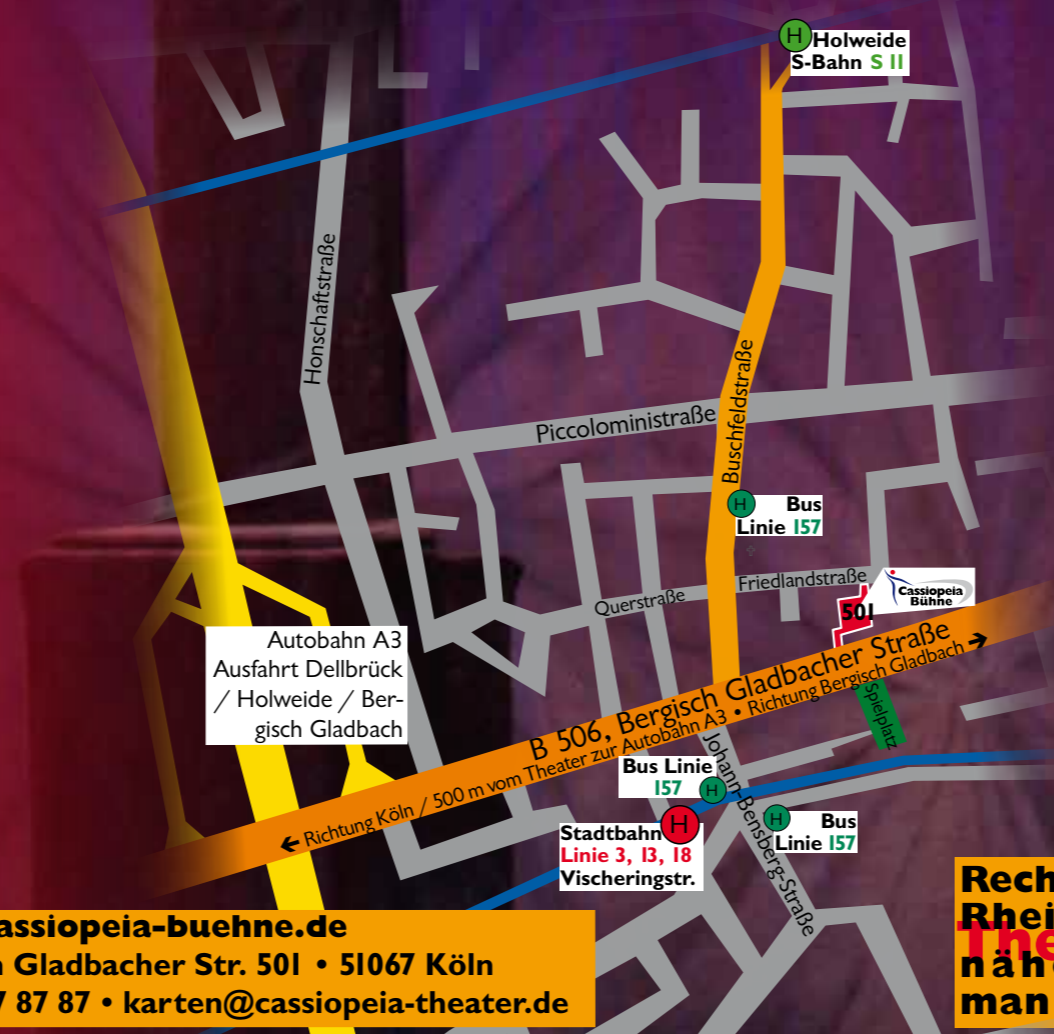 Holweide
S-Bahn S 11
Honschaftstraße
Piccoloministraße
Buschfeldstraße
Bus
Linie 157
Friedlandstraße
Querstraße
Cassiopeia
Bühne
501
Autobahn A3
Ausfahrt Dellbrück
/ Holweide / Ber-
gisch Gladbach
B 506, Bergisch Gladbacher Straße
← Richtung Köln / 500 m vom Theater zur Autobahn A3 • Richtung Bergisch Gladbach →
Spielplatz
Johann-Bensberg-Straße
Bus Linie
157
H
H
H
H
H
Stadtbahn
Linie 3, 13, 18
Vischeringstr.
Bus
Linie 157
assiopeia-buehne.de
Gladbacher Str. 501 • 51067 Köln
7 87 87 • karten@cassiopeia-theater.de
Rech
Rhei
The
näh
man